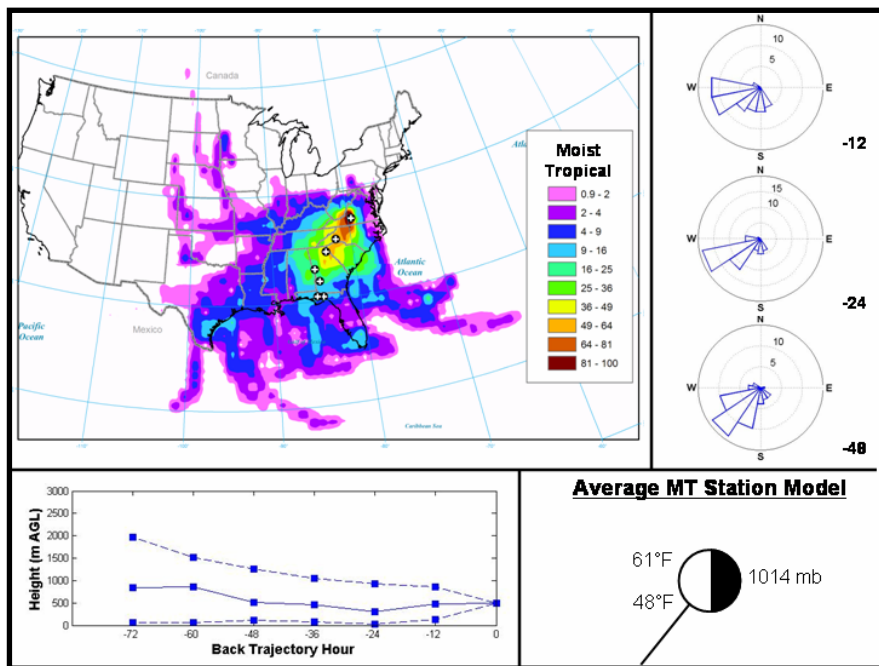 Canada
Mexico
Pacific
Ocean
Atlantic
Ocean
Caribbean Sea
Moist
Tropical
0.9 - 2
2 - 4
4 - 9
9 - 16
16 - 25
25 - 36
36 - 49
49 - 64
64 - 81
81 - 100
N
10
5
W
E
S
-12
N
15
10
W
E
S
-24
N
10
5
W
E
S
-48
Height (m AGL)
3000
2500
2000
1500
1000
500
0
-72 -60 -48 -36 -24 -12 0
Back Trajectory Hour
Average MT Station Model
61°F
1014 mb
48°F